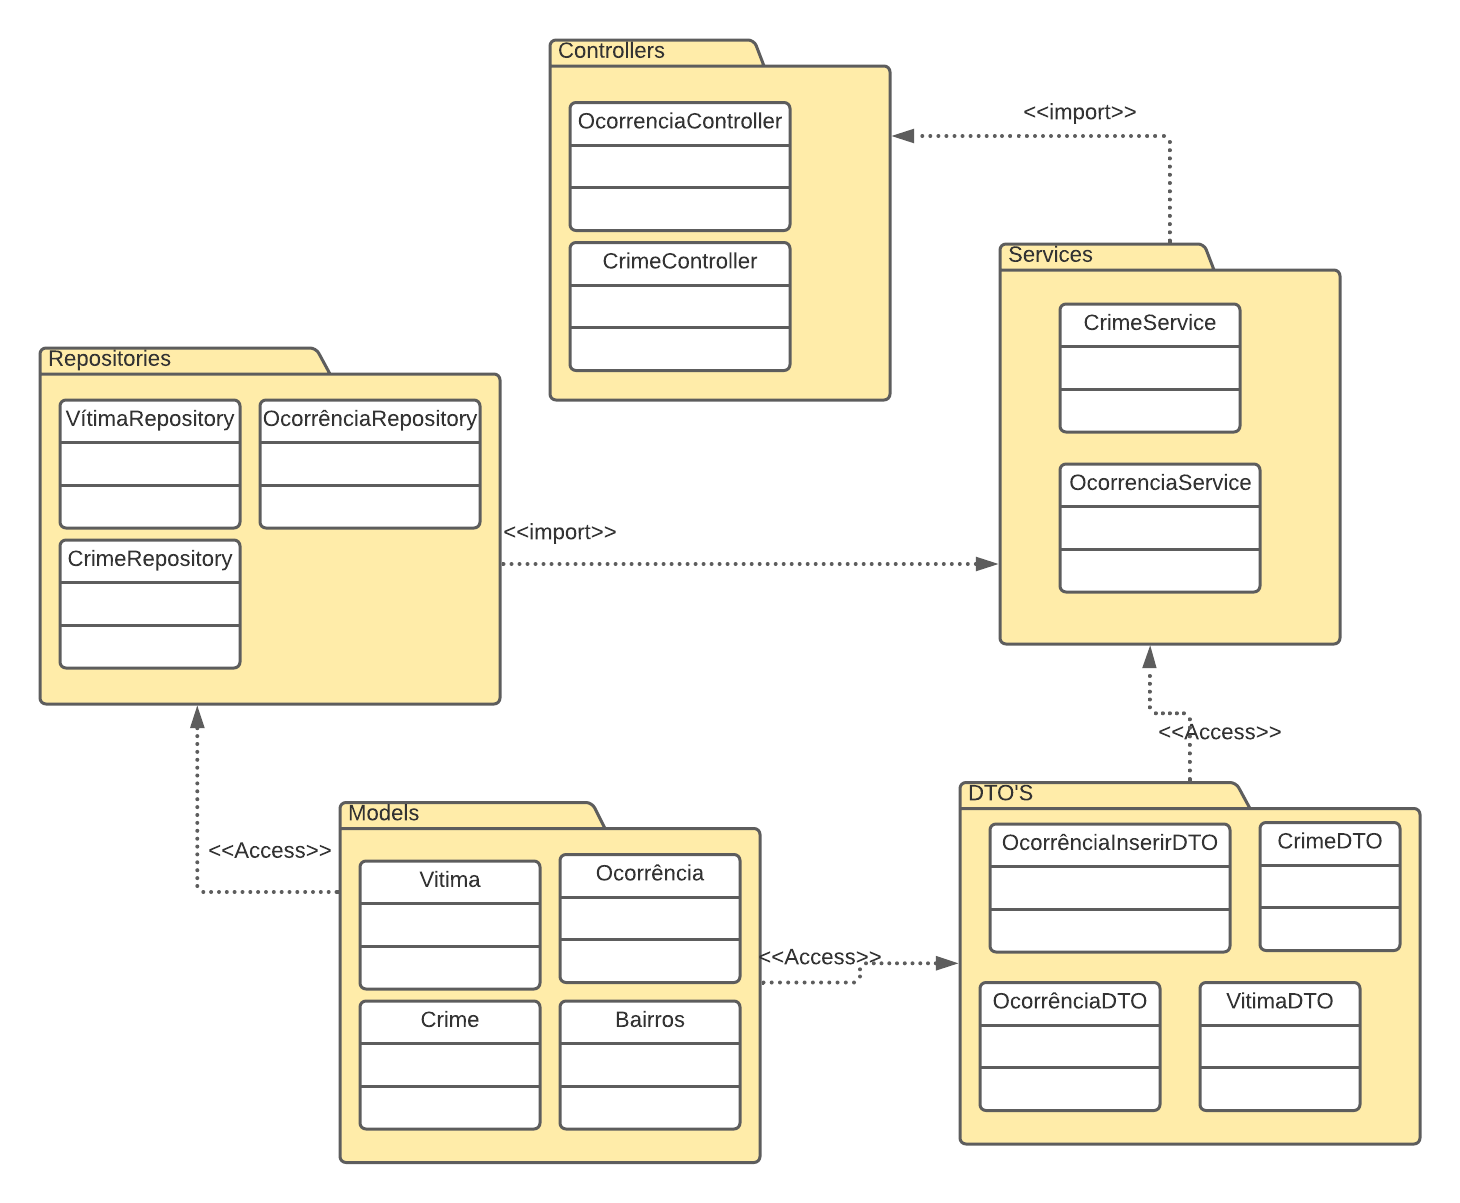 Controllers
OcorrenciaController
CrimeController
<<import>>
Services
CrimeService
OcorrenciaService
Repositories
VítimaRepository
OcorrênciaRepository
CrimeRepository
<<import>>
<<Access>>
<<Access>>
Models
Vitima
Ocorrência
Crime
Bairros
<<Access>>
DTO'S
OcorrênciaInserirDTO
CrimeDTO
OcorrênciaDTO
VitimaDTO